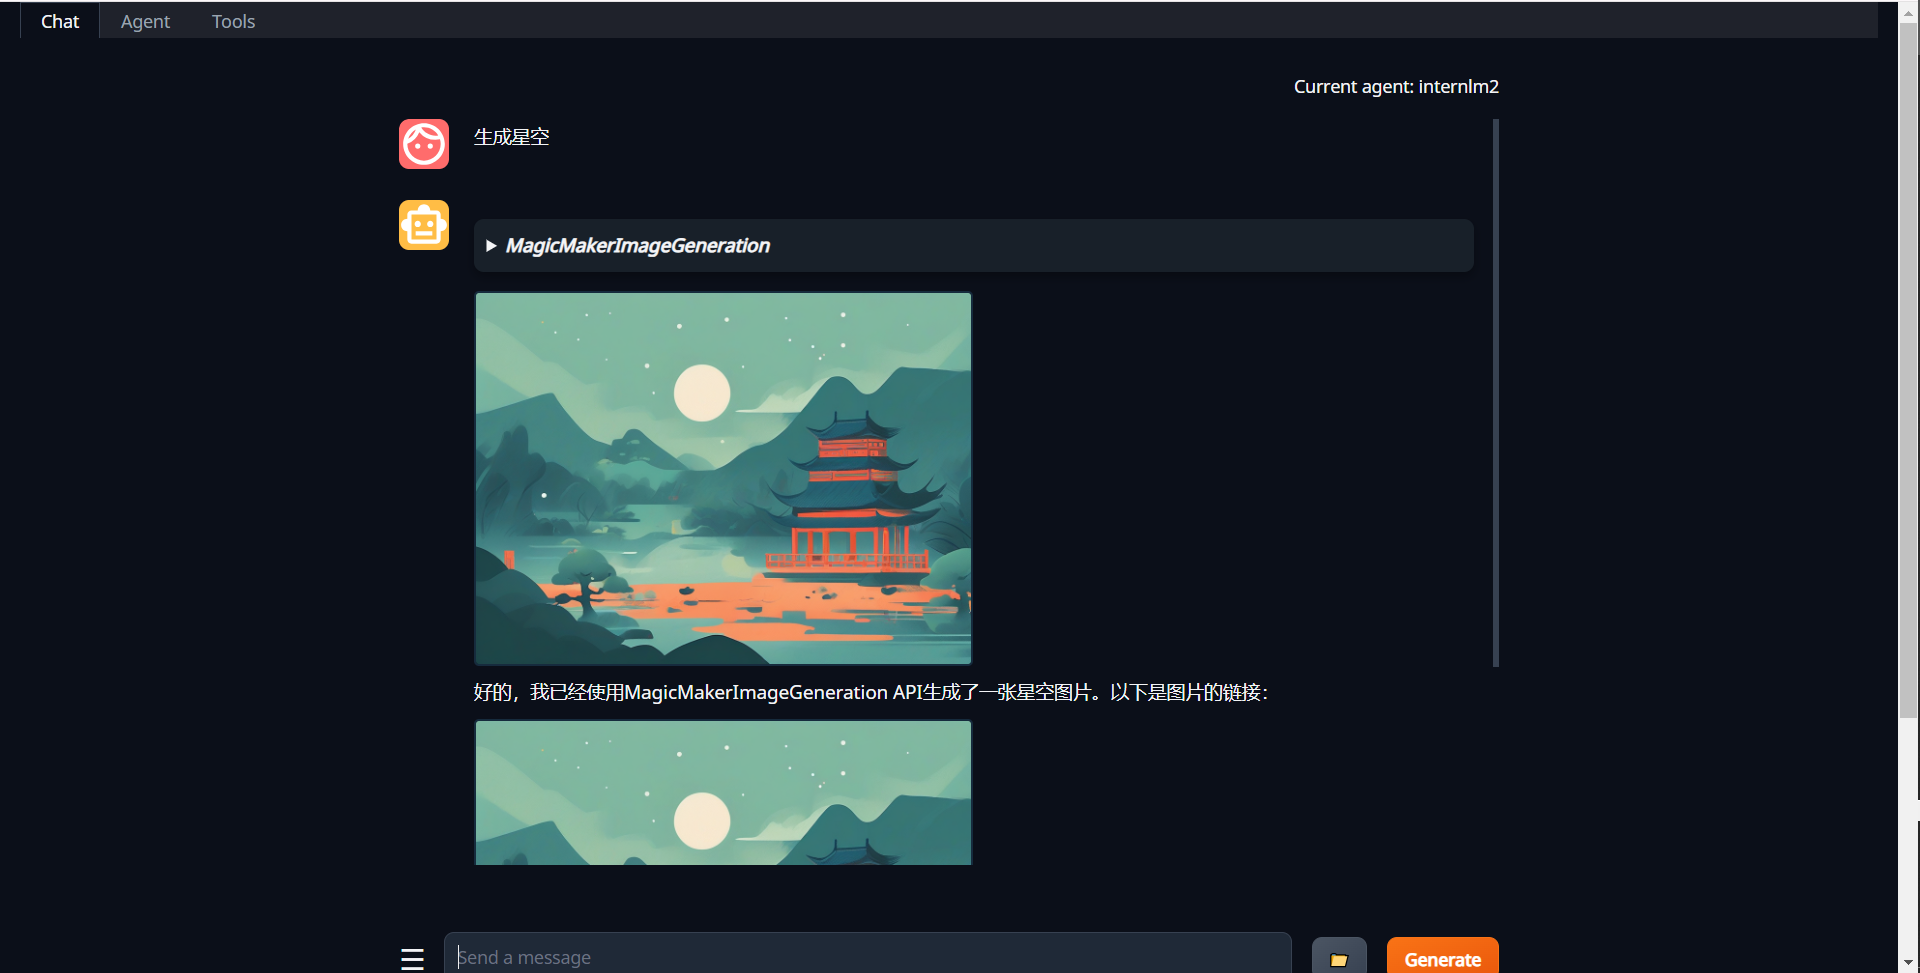 Chat Agent Tools
Current agent: internlm2
生成星空
MagicMakerImageGeneration
好的，我已经使用MagicMakerImageGeneration API生成了一张星空图片。以下是图片的链接：
Send a message
Generate